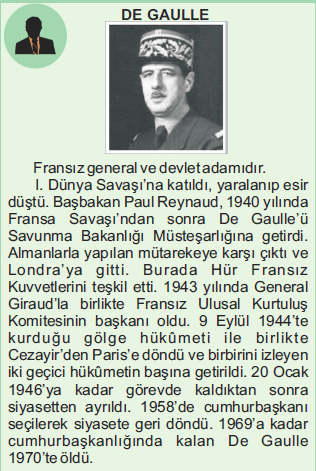 DE GAULLE
Fransız general ve devlet adamıdır.
I. Dünya Savaşı’na katıldı, yaralanıp esir
düştü. Başbakan Paul Reynaud, 1940 yılında
Fransa Savaşı’ndan sonra De Gaulle’ü
Savunma Bakanlığı Müsteşarlığına getirdi.
Almanlarla yapılan mütarekeye karşı çıktı ve
Londra’ya gitti. Burada Hür Fransız
Kuvvetlerini teşkil etti. 1943 yılında General
Giraud’la birlikte Fransız Ulusal Kurtuluş
Komitesinin başkanı oldu. 9 Eylül 1944’te
kurduğu gölge hükûmeti ile birlikte
Cezayir’den Paris’e döndü ve birbirini izleyen
iki geçici hükûmetin başına getirildi. 20 Ocak
1946’ya kadar görevde kaldıktan sonra
siyasetten ayrıldı. 1958’de cumhurbaşkanı
seçilerek siyasete geri döndü. 1969’a kadar
cumhurbaşkanlığında kalan De Gaulle
1970’te öldü.